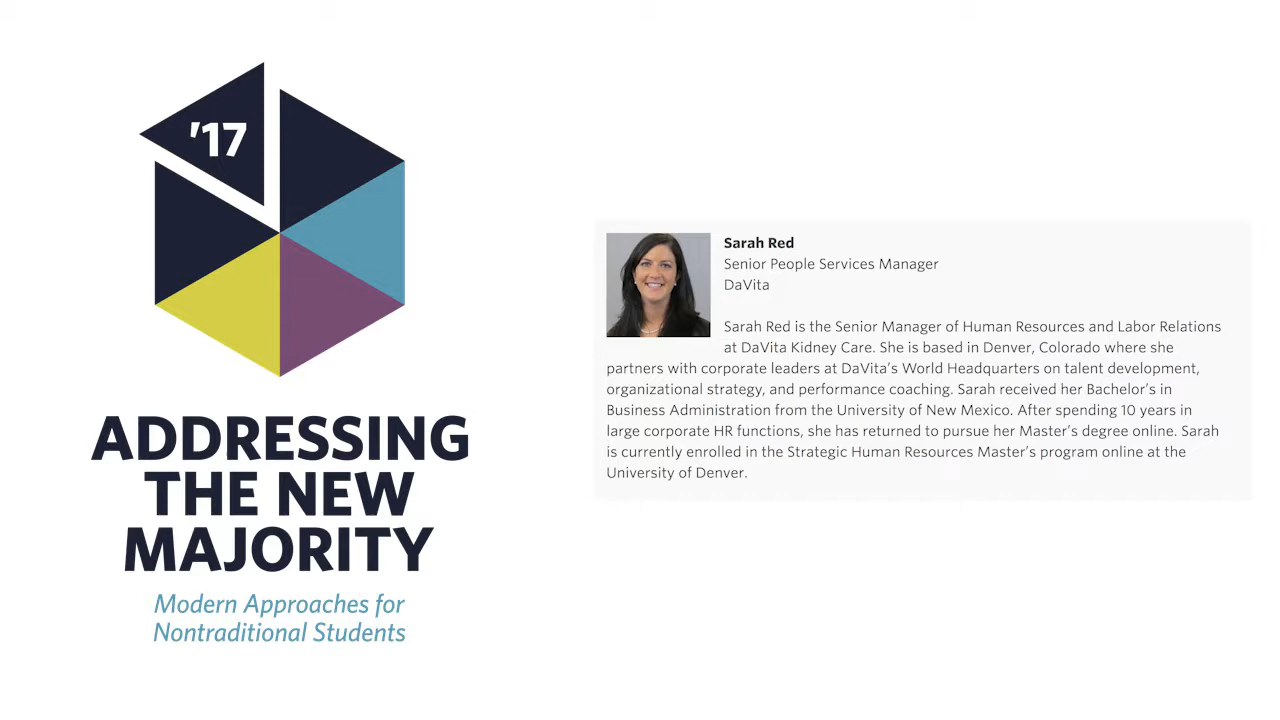 '17
ADDRESSING
THE NEW
MAJORITY
Modern Approaches for
Nontraditional Students
Sarah Red
Senior People Services Manager
DaVita
Sarah Red is the Senior Manager of Human Resources and Labor Relations
at DaVita Kidney Care. She is based in Denver, Colorado where she
partners with corporate leaders at DaVita's World Headquarters on talent development,
organizational strategy, and performance coaching. Sarah received her Bachelor's in
Business Administration from the University of New Mexico. After spending 10 years in
large corporate HR functions, she has returned to pursue her Master's degree online. Sarah
is currently enrolled in the Strategic Human Resources Master's program online at the
University of Denver.